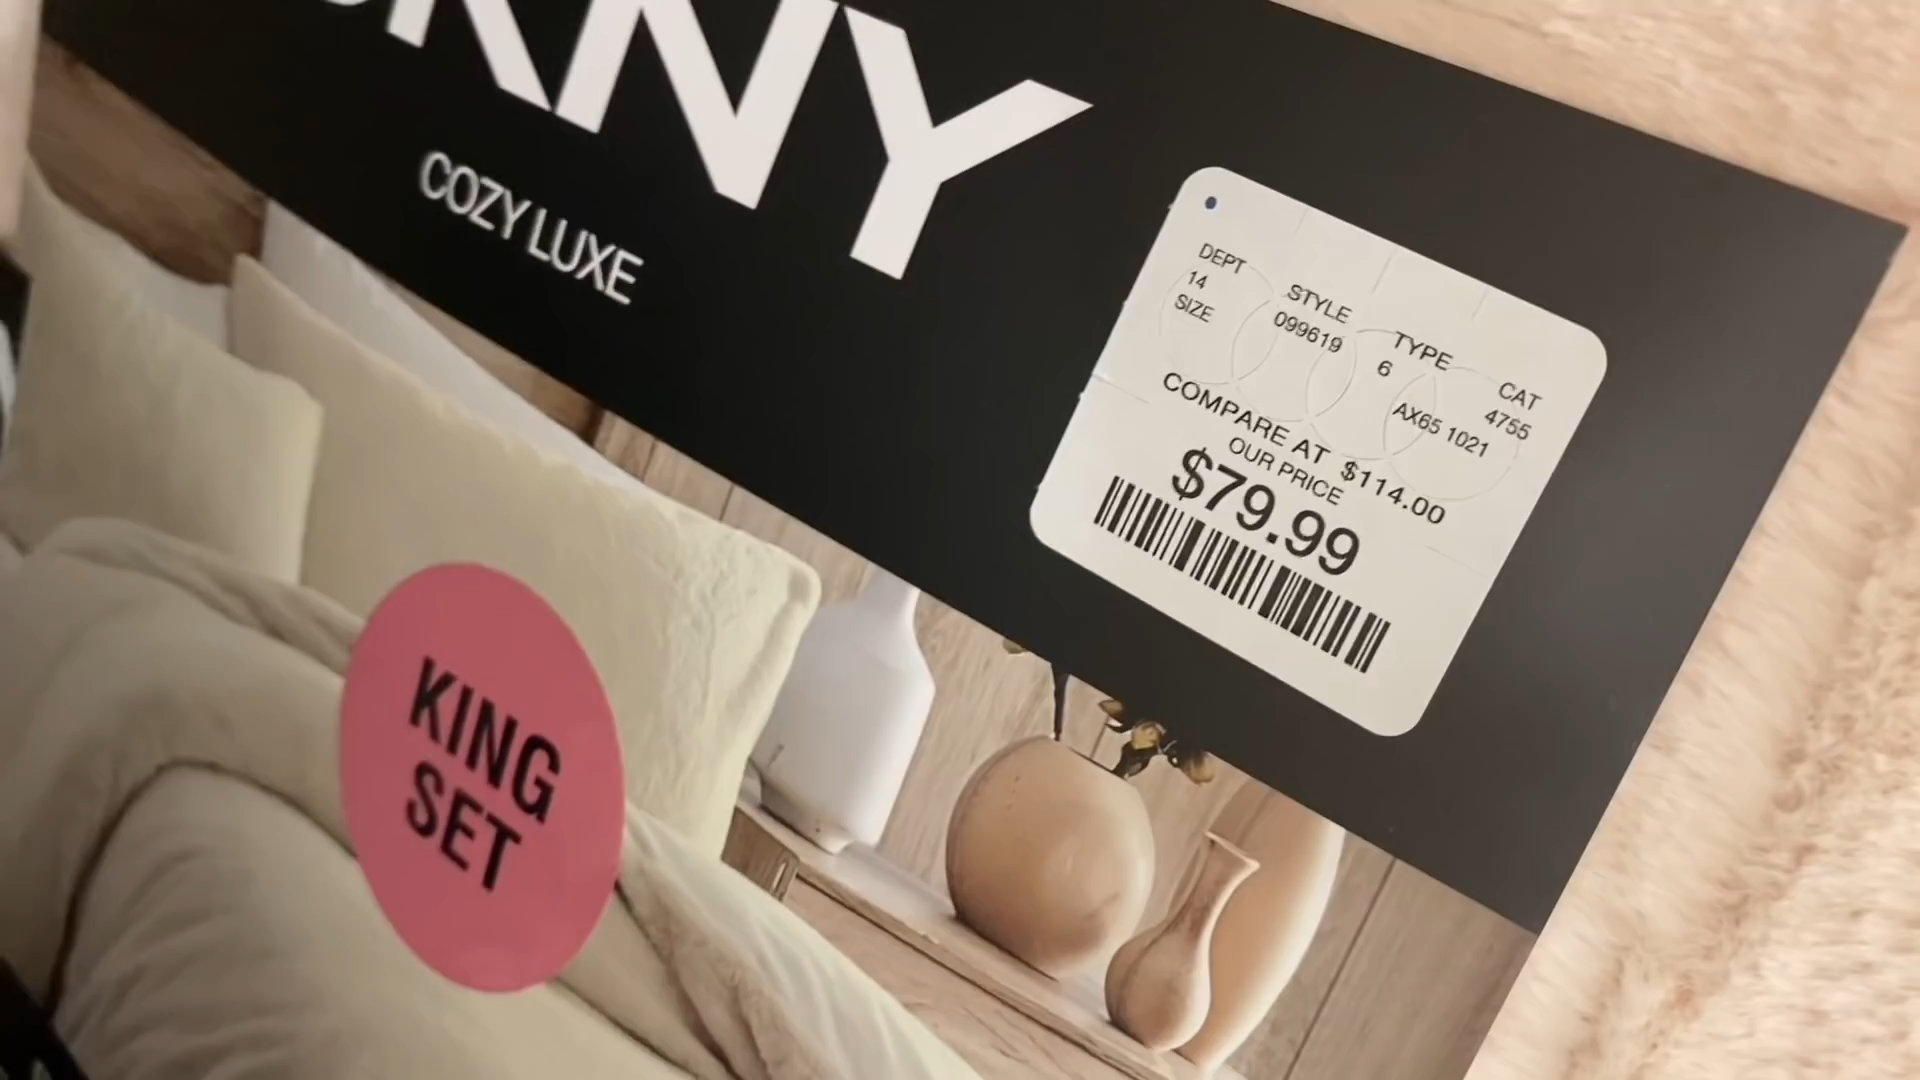 DKNY
COZY LUXE
DEPT STYLE TYPE CAT
14 099619 6 4755
SIZE AX65 1021
COMPARE AT $114.00
OUR PRICE
$79.99
KING
SET